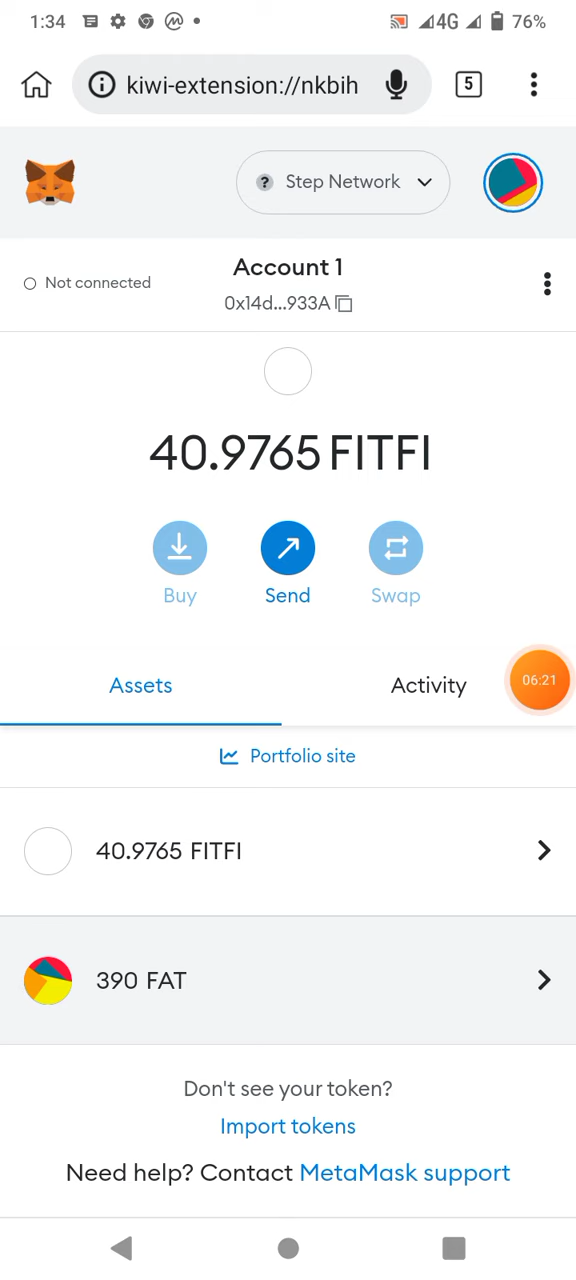 1:34 4G 76%
kiwi-extension://nkbih 5
? Step Network
Not connected
Account 1
0x14d...933A
40.9765 FITFI
Buy Send Swap
Assets Activity 06:21
Portfolio site
40.9765 FITFI
390 FAT
Don't see your token?
Import tokens
Need help? Contact MetaMask support